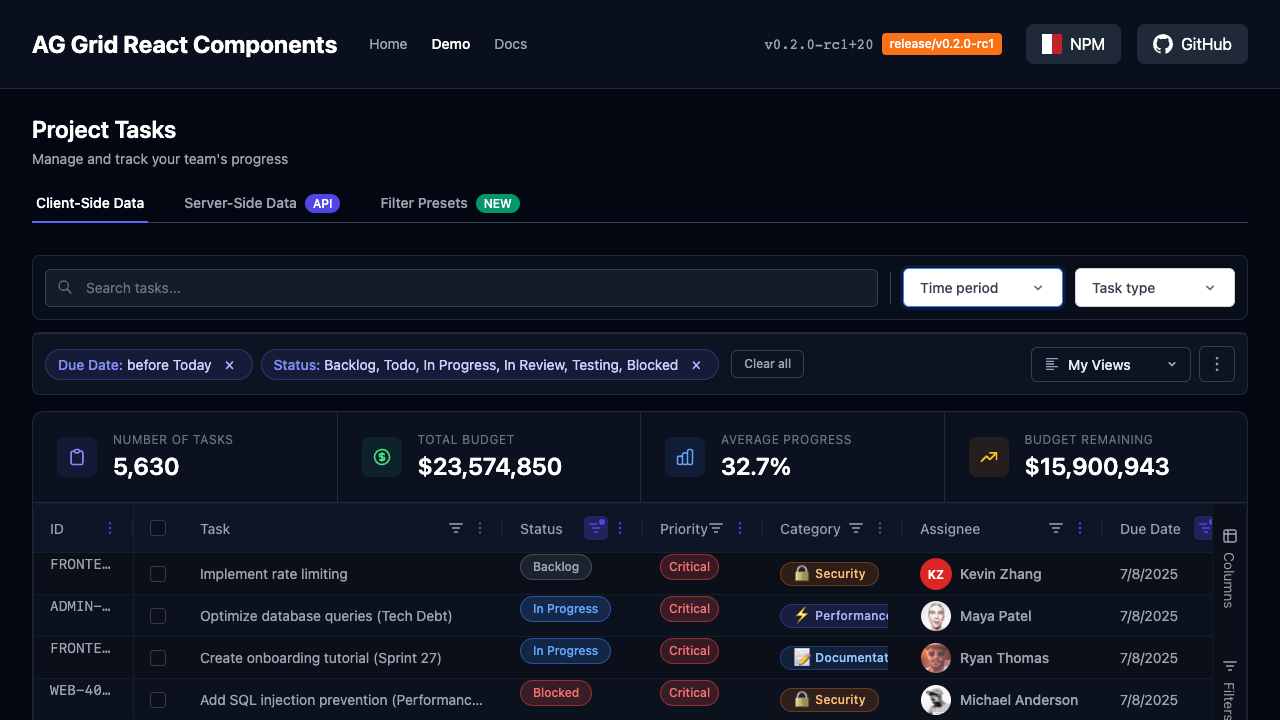 AG Grid React Components Home Demo Docs v0.2.0-rc1+20 release/v0.2.0-rc1 NPM GitHub
Project Tasks
Manage and track your team's progress
Client-Side Data Server-Side Data API Filter Presets NEW
Search tasks... Time period Task type
Due Date: before Today × Status: Backlog, Todo, In Progress, In Review, Testing, Blocked × Clear all My Views
NUMBER OF TASKS TOTAL BUDGET AVERAGE PROGRESS BUDGET REMAINING
5,630 $23,574,850 32.7% $15,900,943
ID Task Status Priority Category Assignee Due Date
FRONTE... Implement rate limiting Backlog Critical Security KZ Kevin Zhang 7/8/2025
ADMIN-... Optimize database queries (Tech Debt) In Progress Critical Performance Maya Patel 7/8/2025
FRONTE... Create onboarding tutorial (Sprint 27) In Progress Critical Documentat Ryan Thomas 7/8/2025
WEB-40... Add SQL injection prevention (Performanc... Blocked Critical Security Michael Anderson 7/8/2025
Columns
Filters